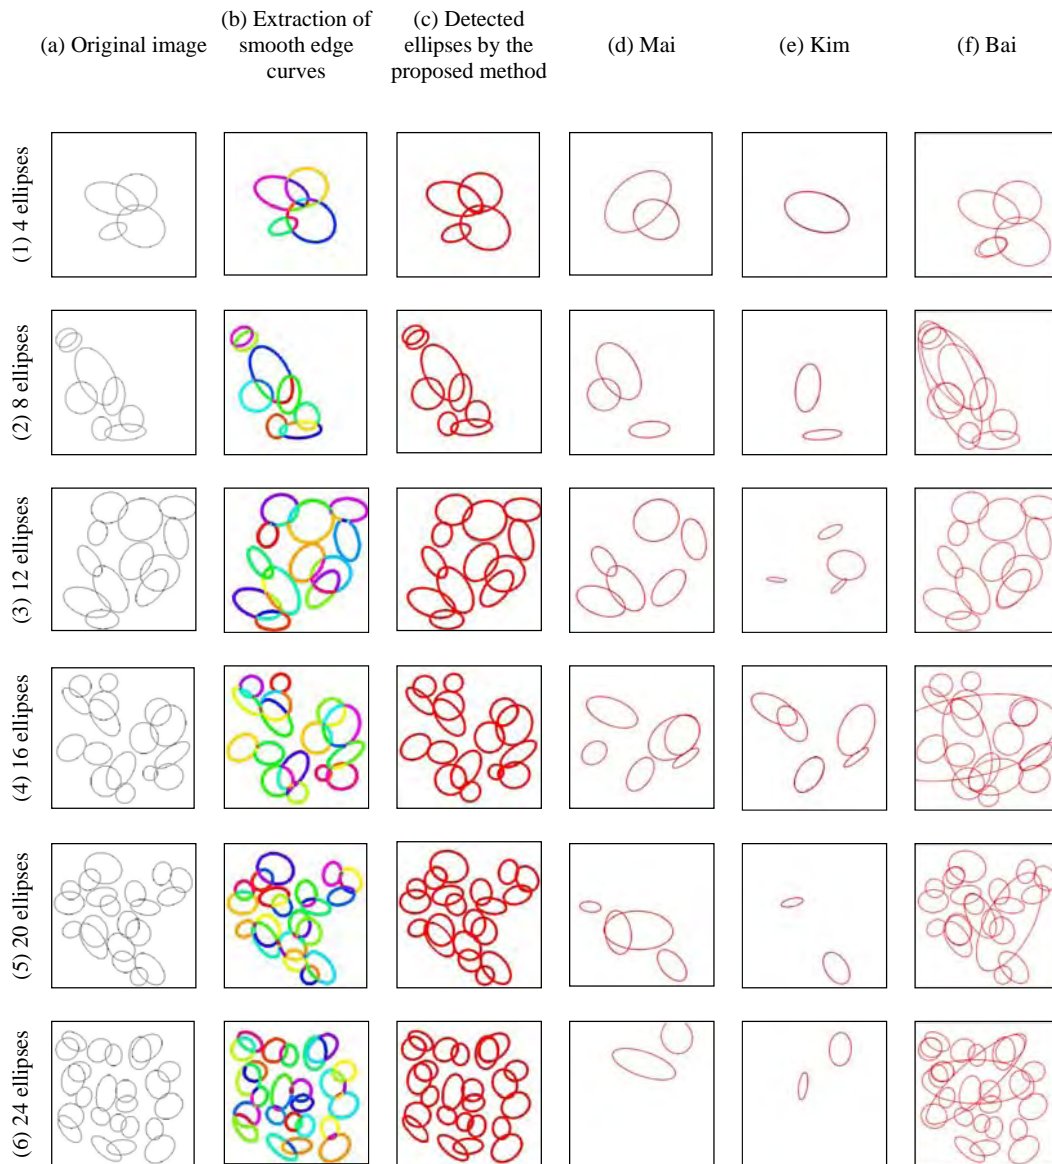 (a) Original image
(b) Extraction of
smooth edge
curves
(c) Detected
ellipses by the
proposed method
(d) Mai
(e) Kim
(f) Bai
(1) 4 ellipses
(2) 8 ellipses
(3) 12 ellipses
(4) 16 ellipses
(5) 20 ellipses
(6) 24 ellipses